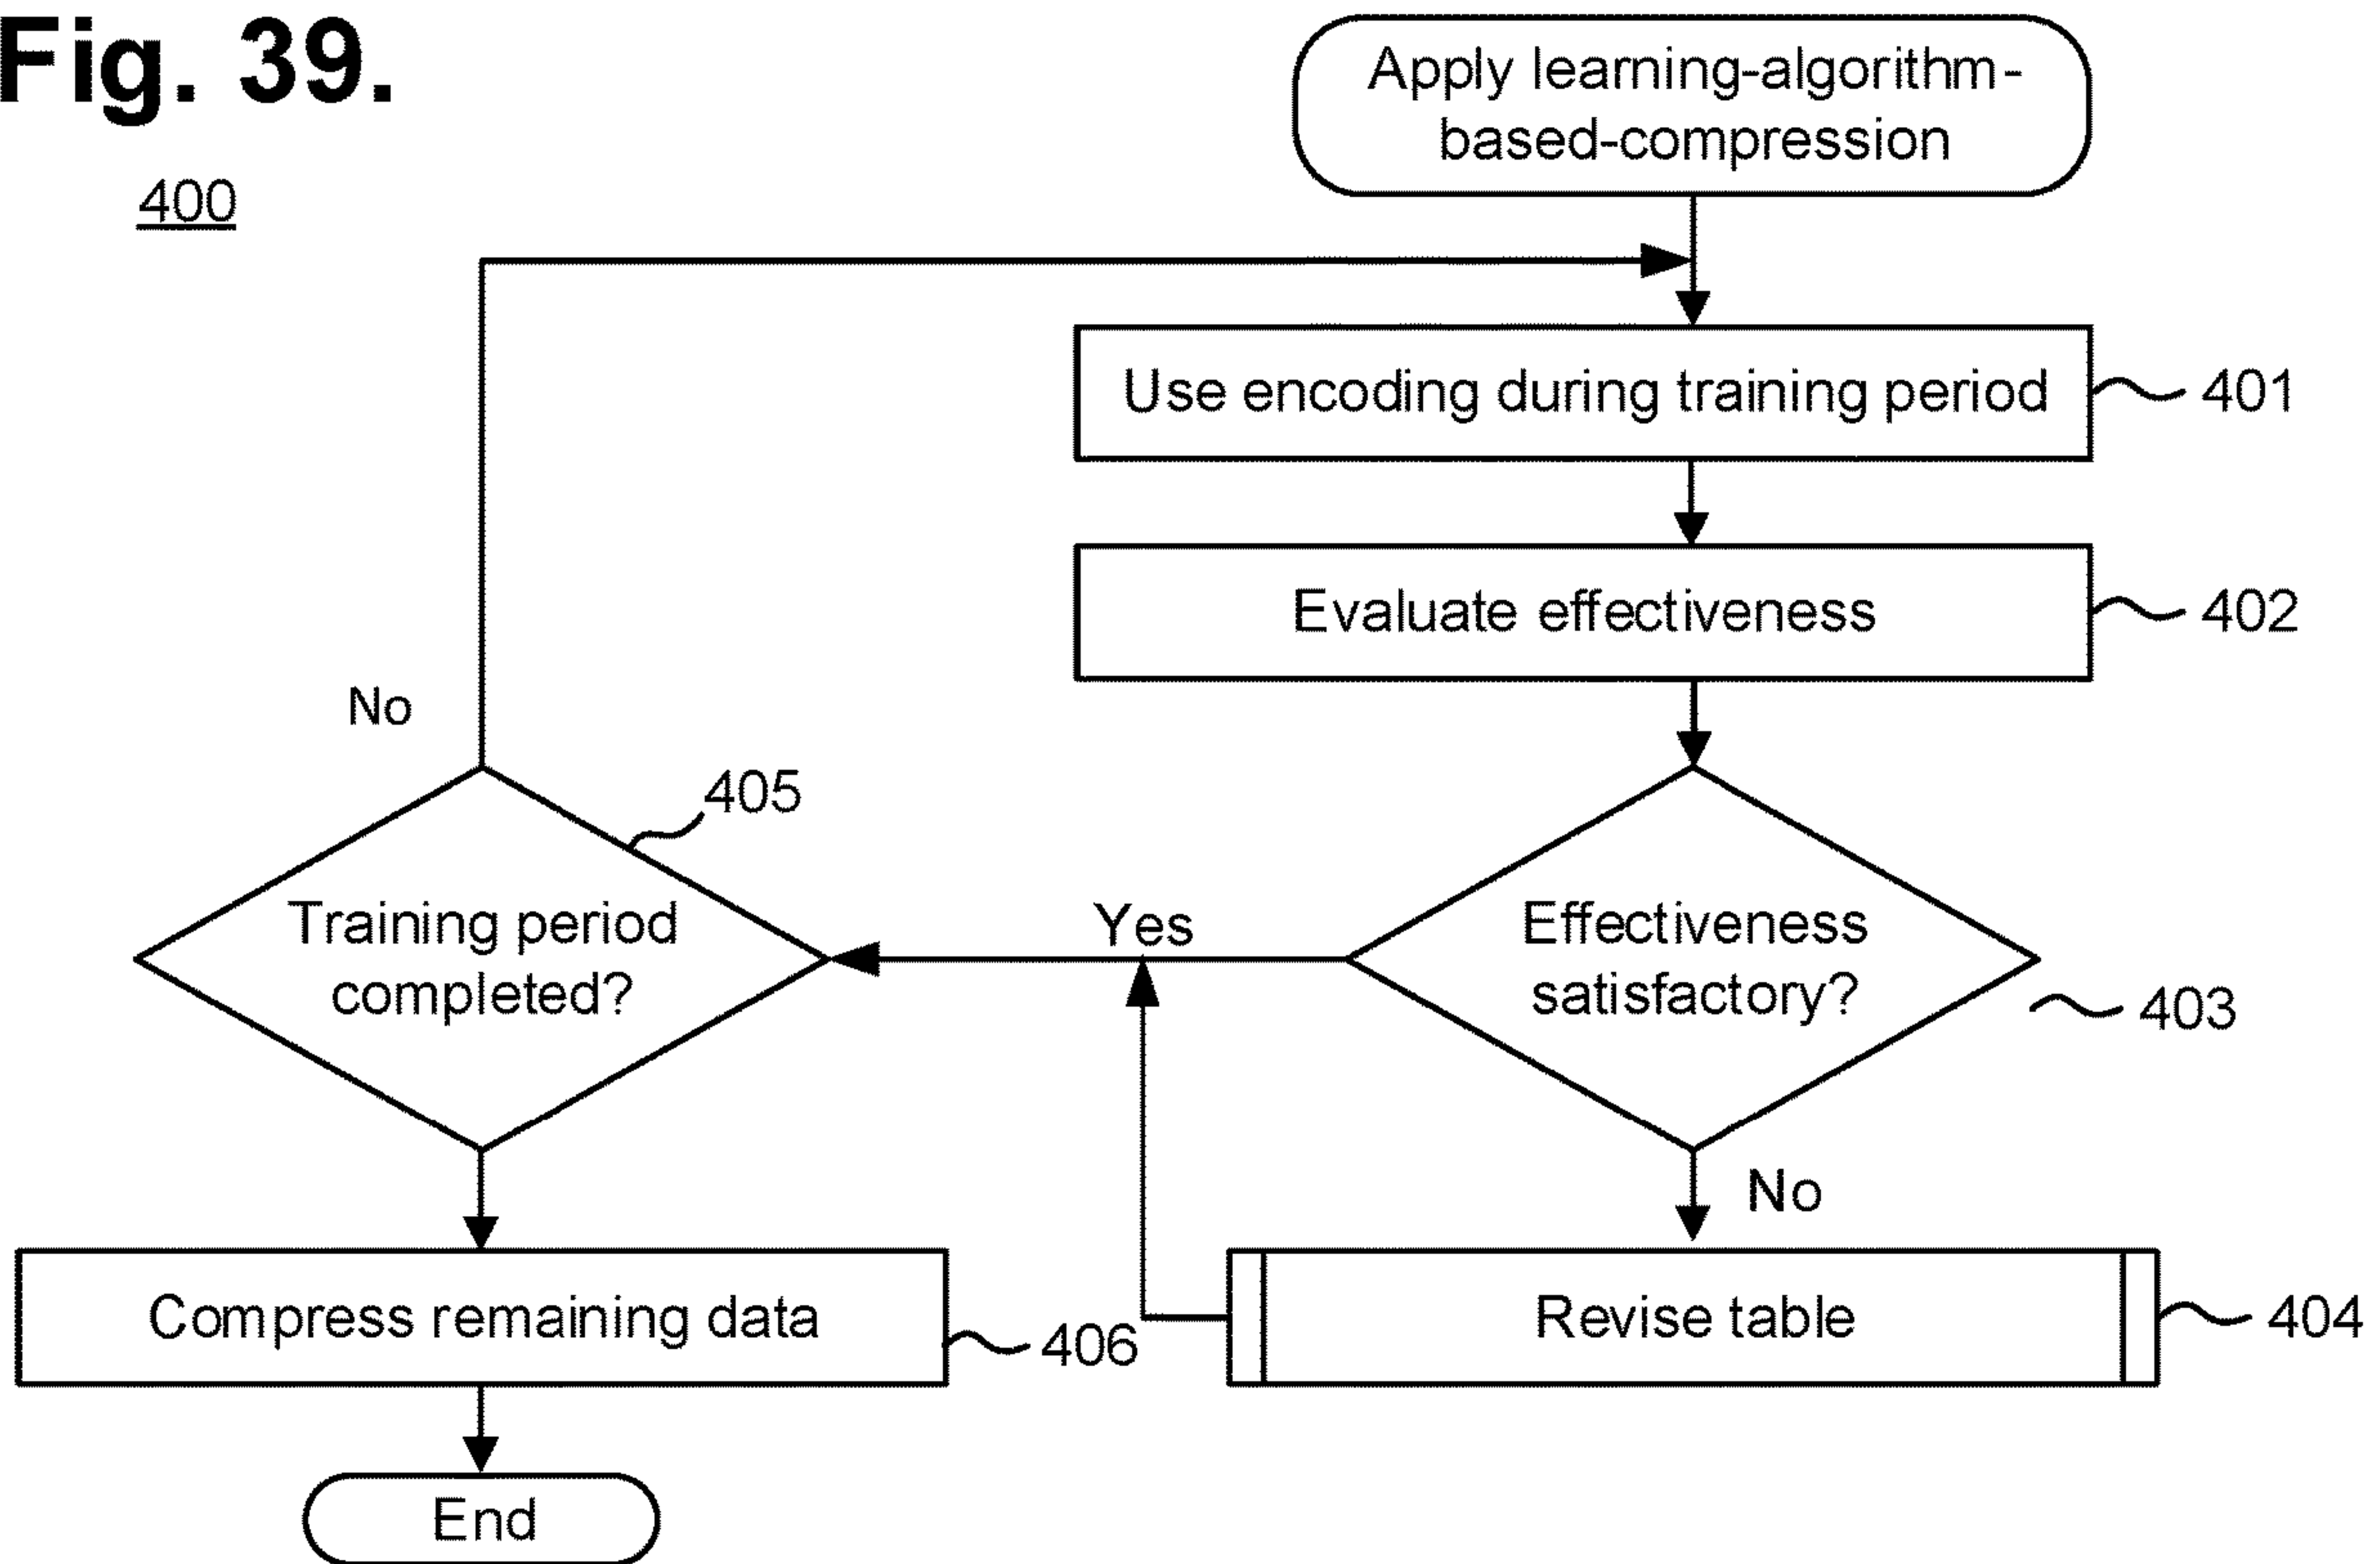 Fig. 39.
400
Apply learning-algorithm-
based-compression
Use encoding during training period
401
Evaluate effectiveness
402
No
405
Training period
completed?
Yes
Effectiveness
satisfactory?
403
No
Compress remaining data
406
Revise table
404
End